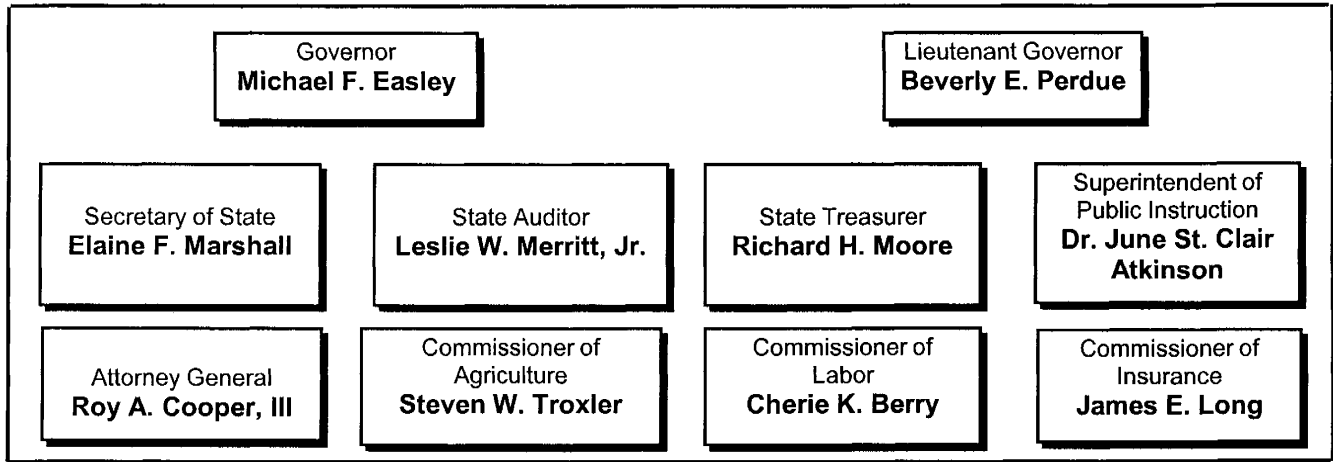 Governor
Michael F. Easley
Lieutenant Governor
Beverly E. Perdue
Secretary of State
Elaine F. Marshall
State Auditor
Leslie W. Merritt, Jr.
State Treasurer
Richard H. Moore
Superintendent of
Public Instruction
Dr. June St. Clair
Atkinson
Attorney General
Roy A. Cooper, III
Commissioner of
Agriculture
Steven W. Troxler
Commissioner of
Labor
Cherie K. Berry
Commissioner of
Insurance
James E. Long